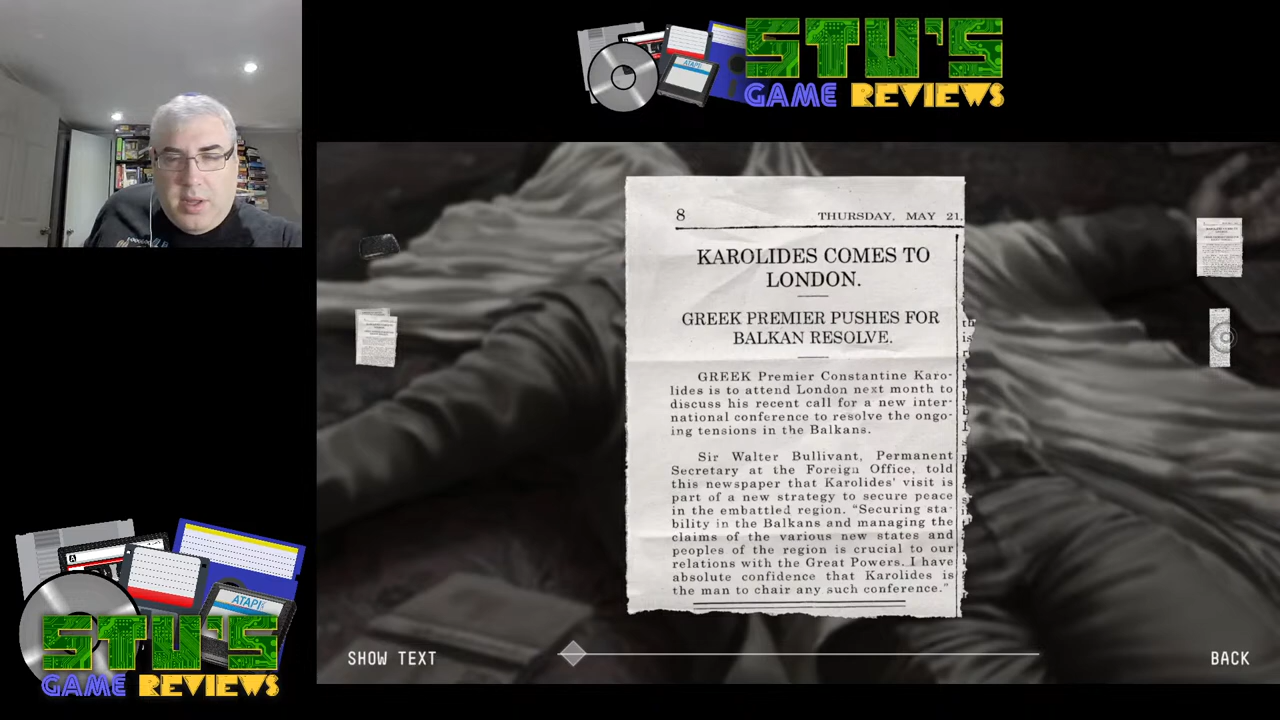 STU'S
GAME REVIEWS
ATARI
8 THURSDAY, MAY 21,
KAROLIDES COMES TO
LONDON.
GREEK PREMIER PUSHES FOR
BALKAN RESOLVE.
GREEK Premier Constantine Karo-
lides is to attend London next month to
discuss his recent call for a new inter-
national conference to resolve the ongo-
ing tensions in the Balkans.
Sir Walter Bullivant, Permanent
Secretary at the Foreign Office, told
this newspaper that Karolides' visit is
part of a new strategy to secure peace
in the embattled region. "Securing sta-
bility in the Balkans and managing the
claims of the various new states and
peoples of the region is crucial to our
relations with the Great Powers. I have
absolute confidence that Karolides is
the man to chair any such conference."
SHOW TEXT
BACK
A
ATARI
STU'S
GAME REVIEWS